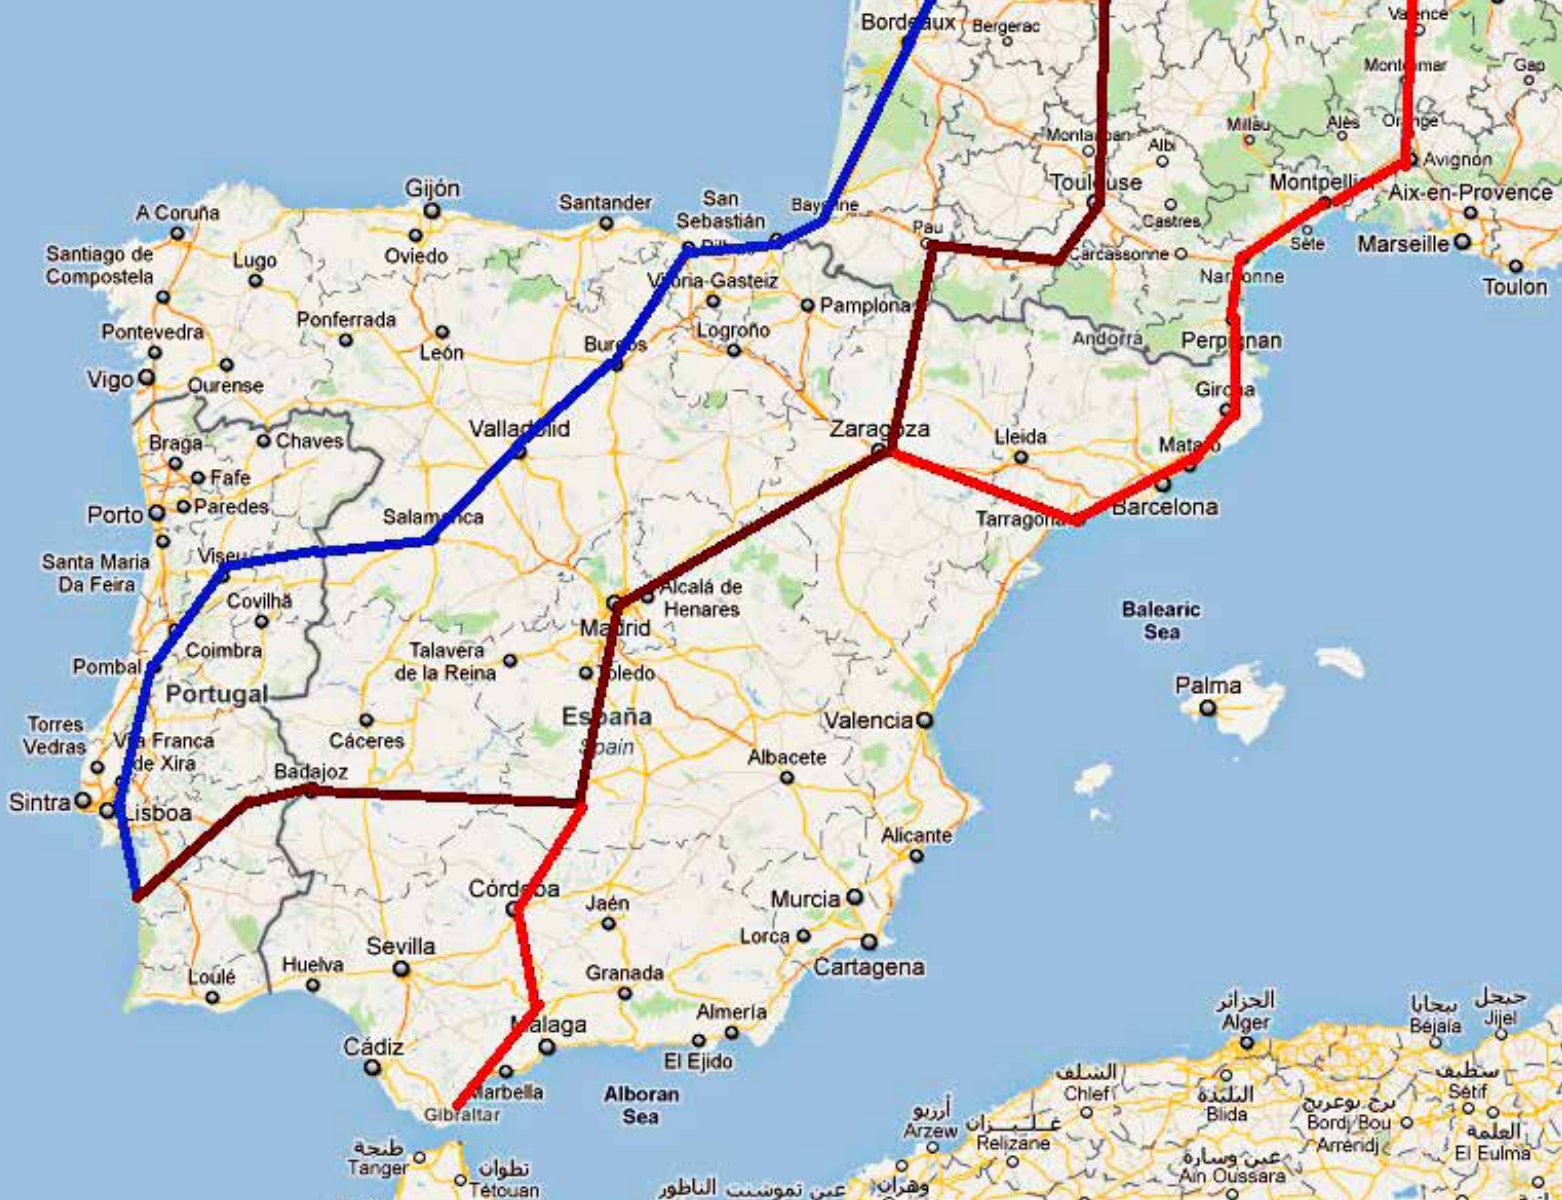 Bordeaux
Bergerac
Valence
Montelimar
Gap
Montauban
Albi
Millau
Alès
Orange
Avignon
Toulouse
Castres
Montpellier
Aix-en-Provence
Gijón
Santander
San
Sebastián
Bayonne
A Coruña
Pau
Carcassonne
Sète
Marseille
Oviedo
Bilbao
Santiago de
Compostela
Lugo
Vitoria-Gasteiz
Narbonne
Toulon
Pamplona
Pontevedra
Ponferrada
León
Burgos
Logroño
Andorra
Perpignan
Vigo
Ourense
Girona
Braga
Chaves
Valladolid
Zaragoza
Lleida
Mataró
Fafe
Porto
Paredes
Salamanca
Tarragona
Barcelona
Santa Maria
Da Feira
Viseu
Covilhã
Alcalá de
Henares
Balearic
Sea
Madrid
Coimbra
Talavera
de la Reina
Pombal
Toledo
Portugal
Palma
España
Spain
Valencia
Torres
Vedras
Vila Franca
de Xira
Cáceres
Albacete
Badajoz
Sintra
Lisboa
Alicante
Córdoba
Jaén
Murcia
Lorca
Sevilla
Cartagena
Loulé
Huelva
Granada
الجزائر
Alger
بجاية
Béjaïa
جيجل
Jijel
Almería
Malaga
Cádiz
El Ejido
Marbella
Alboran
Sea
Gibraltar
الشلف
Chlef
البليدة
Blida
سطيف
Sétif
برج بوعريج
Bordj Bou
Arréridj
العلمة
El Eulma
أرزيو
Arzew
غليزان
Relizane
عين وسارة
Aïn Oussara
طنجة
Tanger
تطوان
Tétouan
عين تموشنت
الناظور
وهران